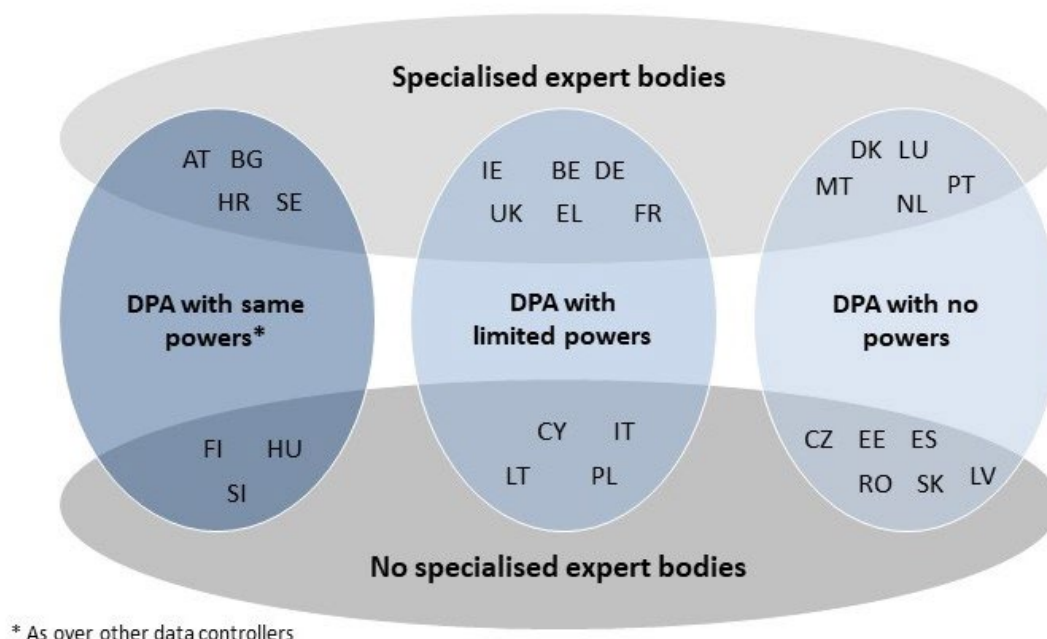 Specialised expert bodies
AT BG
HR SE
IE BE DE
UK EL FR
DK LU
MT PT
NL
DPA with same
powers*
DPA with
limited powers
DPA with no
powers
FI HU
SI
CY IT
LT PL
CZ EE ES
RO SK LV
No specialised expert bodies
* As over other data controllers